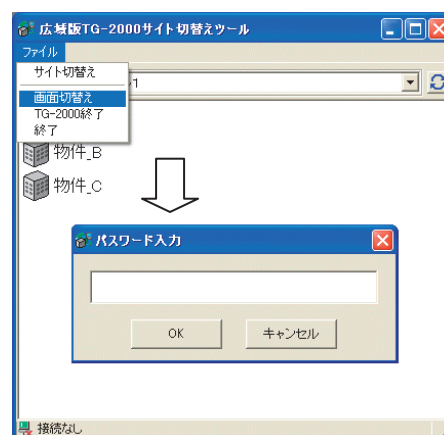 広域版TG-2000サイト切替えツール
ファイル
サイト切替え
1
画面切替え
TG-2000終了
終了
物件_B
物件_C
パスワード入力
OK
キャンセル
接続なし